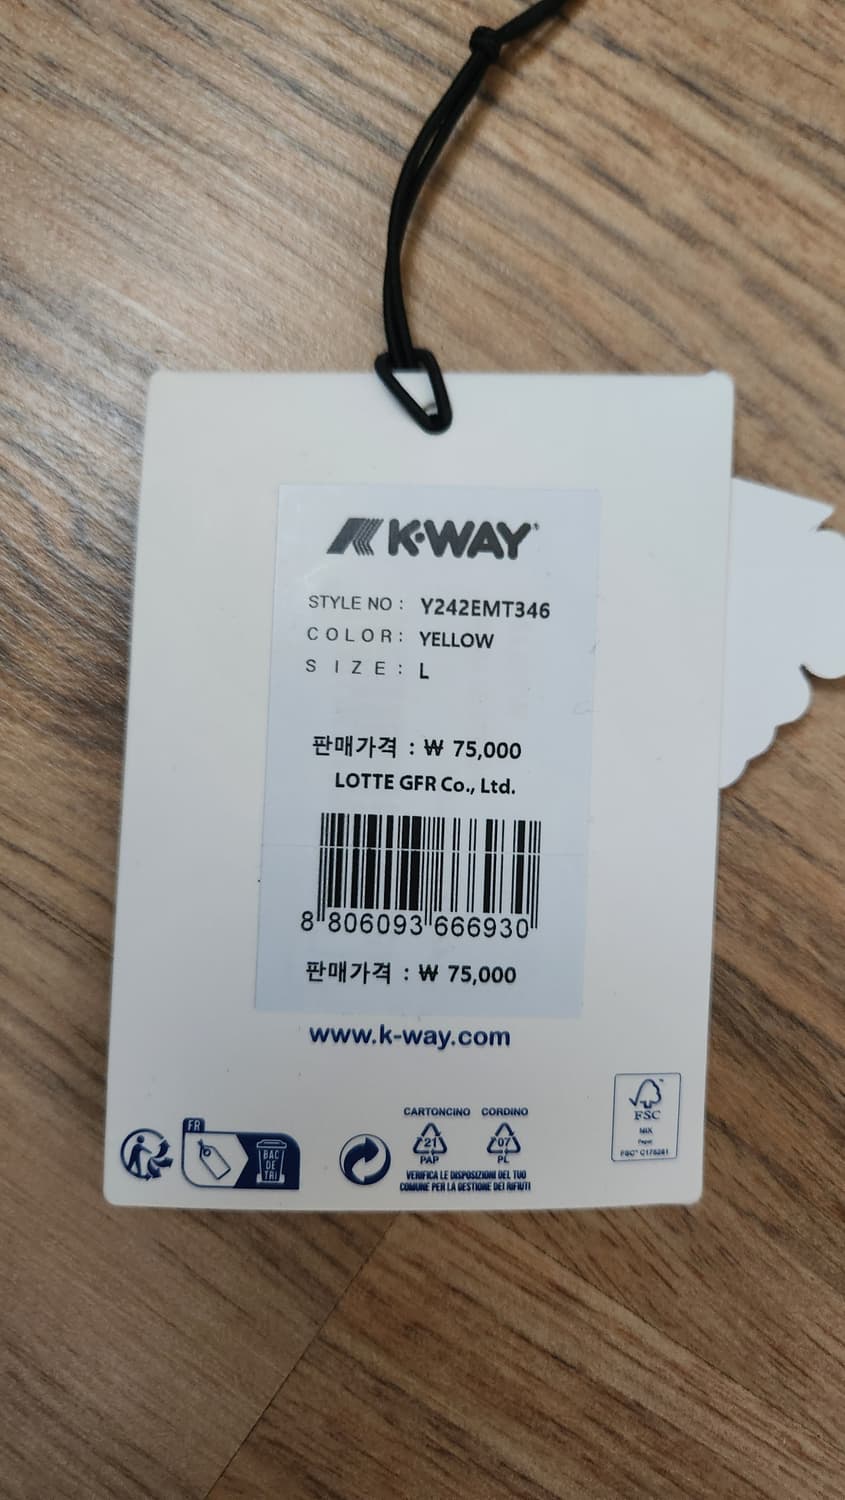 K·WAY
STYLE NO : Y242EMT346
COLOR: YELLOW
SIZE: L
판매가격 : ₩ 75,000
LOTTE GFR Co., Ltd.
8 806093 666930
판매가격 : ₩ 75,000
www.k-way.com
FR
BAC
DE
TRI
CARTONCINO CORDINO
21 07
PAP PL
VERIFICA LE DISPOSIZIONI DEL TUO
COMUNE PER LA GESTIONE DEI RIFIUTI
FSC
MIX
Paper